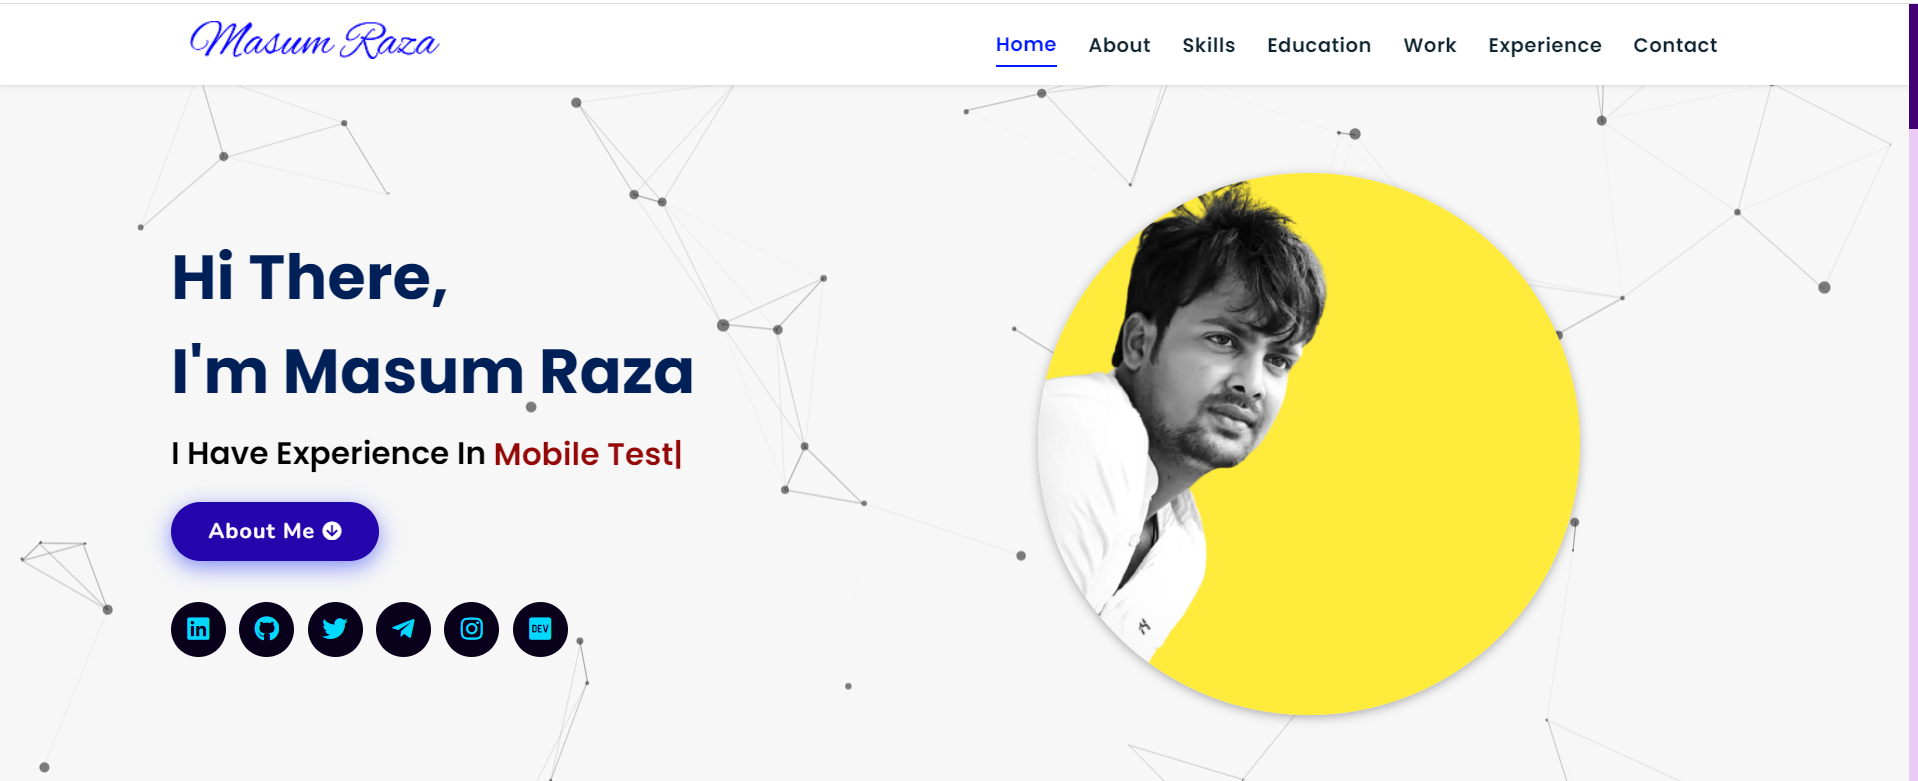 Masum Raza
Home About Skills Education Work Experience Contact
Hi There,
I'm Masum Raza
I Have Experience In Mobile Test|
About Me
in
DEV